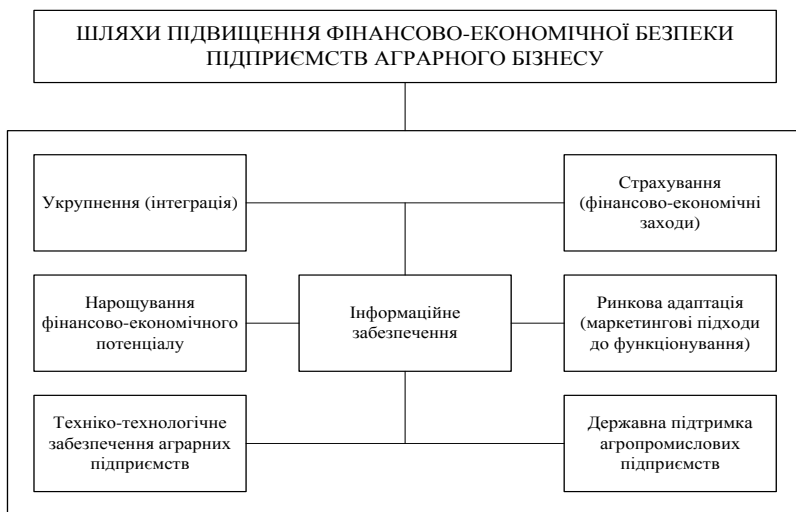 ШЛЯХИ ПІДВИЩЕННЯ ФІНАНСОВО-ЕКОНОМІЧНОЇ БЕЗПЕКИ
ПІДПРИЄМСТВ АГРАРНОГО БІЗНЕСУ
Укрупнення (інтеграція)
Страхування
(фінансово-економічні
заходи)
Нарощування
фінансово-економічного
потенціалу
Інформаційне
забезпечення
Ринкова адаптація
(маркетингові підходи
до функціонування)
Техніко-технологічне
забезпечення аграрних
підприємств
Державна підтримка
агропромислових
підприємств